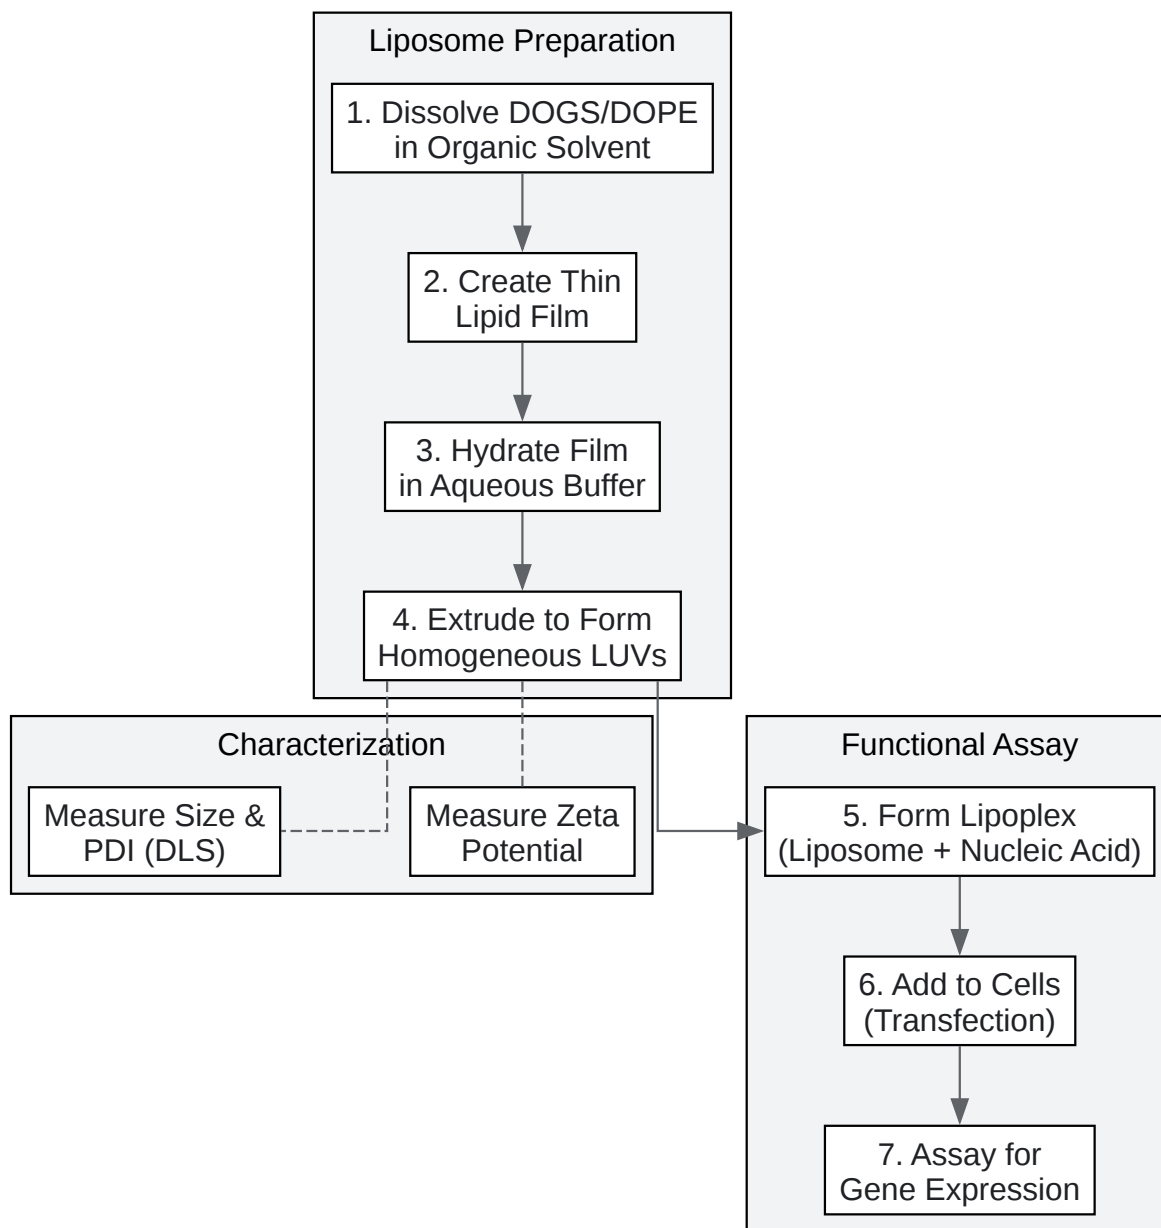 Liposome Preparation
1. Dissolve DOGS/DOPE
in Organic Solvent
2. Create Thin
Lipid Film
3. Hydrate Film
in Aqueous Buffer
4. Extrude to Form
Homogeneous LUVs
Characterization
Measure Size &
PDI (DLS)
Measure Zeta
Potential
Functional Assay
5. Form Lipoplex
(Liposome + Nucleic Acid)
6. Add to Cells
(Transfection)
7. Assay for
Gene Expression